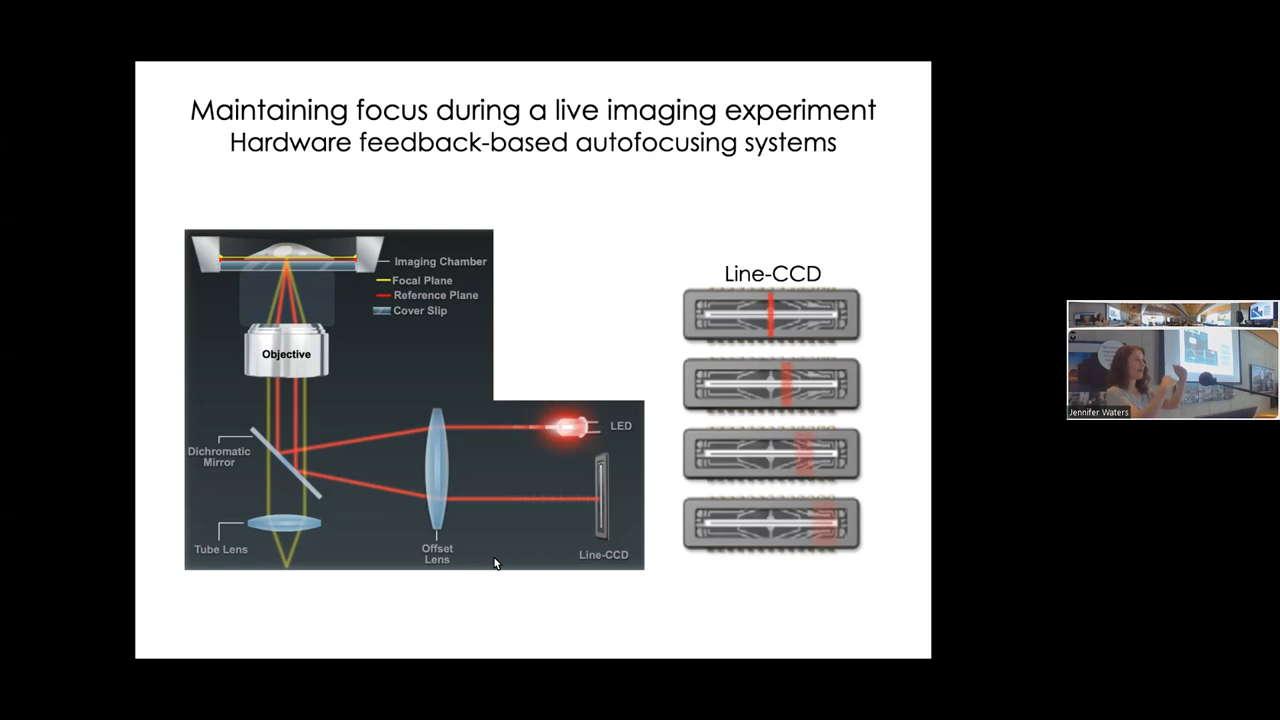 Maintaining focus during a live imaging experiment
Hardware feedback-based autofocusing systems
Imaging Chamber
Focal Plane
Reference Plane
Cover Slip
Objective
Dichromatic
Mirror
LED
Tube Lens
Offset
Lens
Line-CCD
Line-CCD
Jennifer Waters